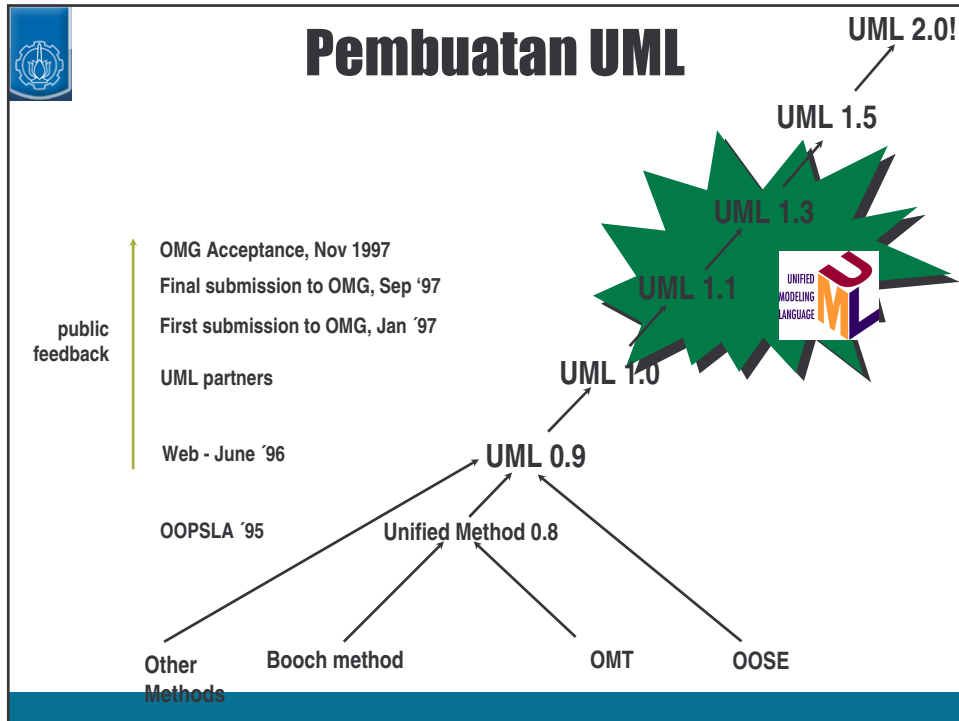 Pembuatan UML
UML 2.0!
UML 1.5
UML 1.3
OMG Acceptance, Nov 1997
Final submission to OMG, Sep ‘97
UML 1.1
UNIFIED
MODELING
LANGUAGE
UML
First submission to OMG, Jan ´97
public
feedback
UML partners
UML 1.0
Web - June ´96
UML 0.9
OOPSLA ´95
Unified Method 0.8
Other
Methods
Booch method
OMT
OOSE